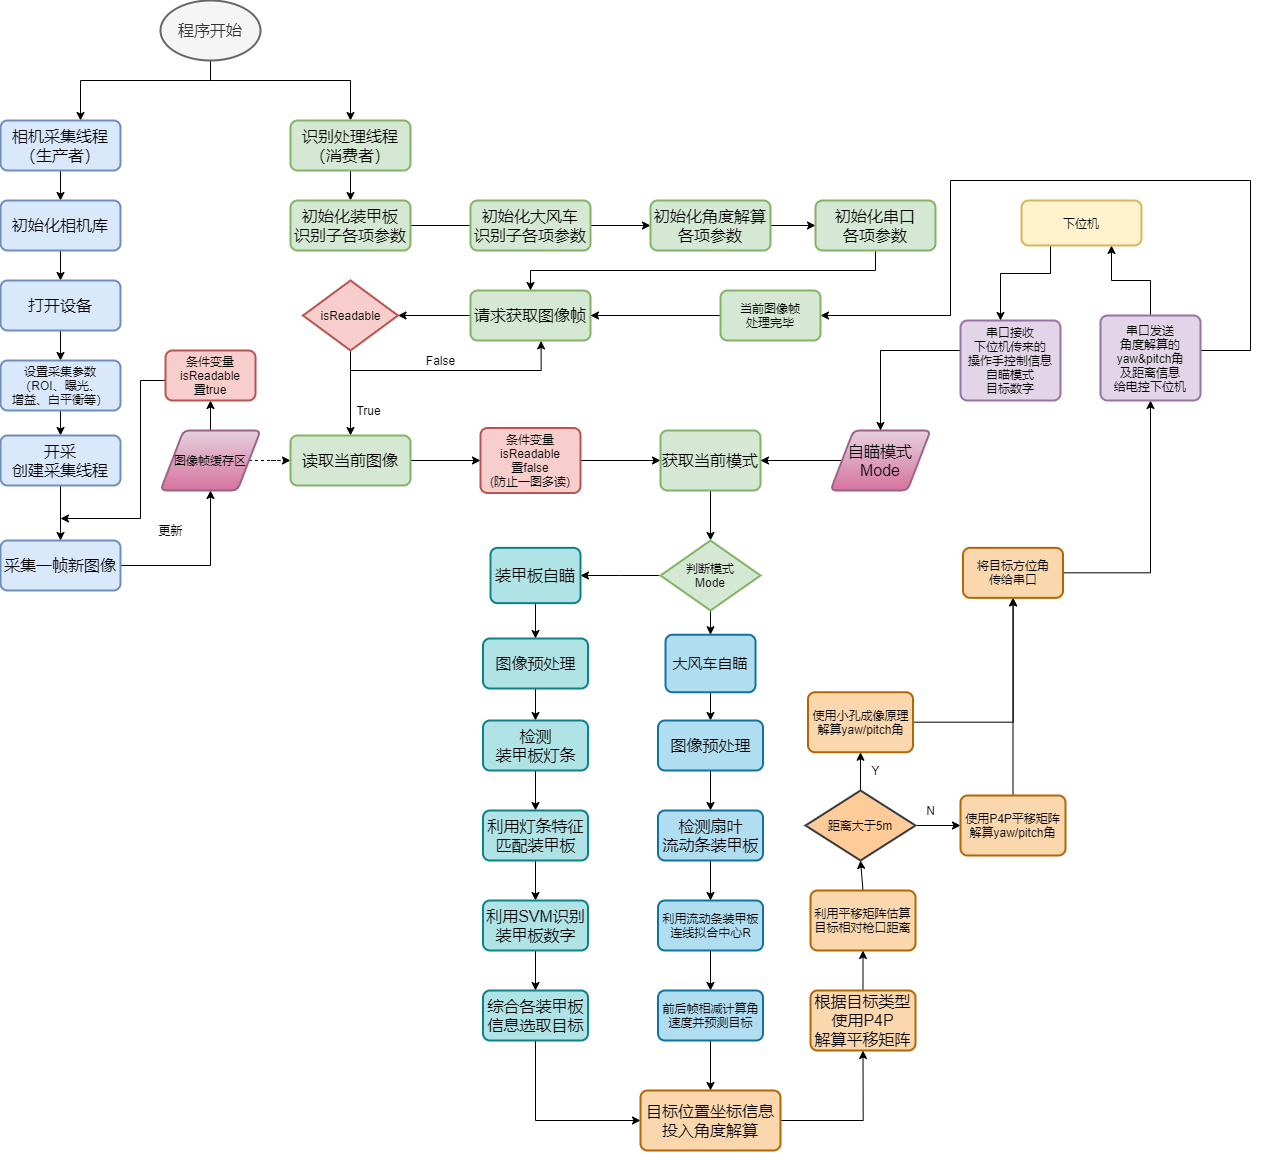 程序开始
相机采集线程
（生产者）
识别处理线程
（消费者）
初始化相机库
初始化装甲板
识别子各项参数
初始化大风车
识别子各项参数
初始化角度解算
各项参数
初始化串口
各项参数
下位机
打开设备
isReadable
请求获取图像帧
当前图像帧
处理完毕
串口接收
下位机传来的
操作手控制信息
自瞄模式
目标数字
串口发送
角度解算的
yaw&pitch角
及距离信息
给电控下位机
设置采集参数
（ROI、曝光、
增益、白平衡等）
条件变量
isReadable
置true
False
True
开采
创建采集线程
图像帧缓存区
读取当前图像
条件变量
isReadable
置false
(防止一图多读)
获取当前模式
自瞄模式
Mode
更新
采集一帧新图像
装甲板自瞄
判断模式
Mode
将目标方位角
传给串口
图像预处理
大风车自瞄
使用小孔成像原理
解算yaw/pitch角
检测
装甲板灯条
图像预处理
Y
利用灯条特征
匹配装甲板
检测扇叶
流动条装甲板
距离大于5m
N
使用P4P平移矩阵
解算yaw/pitch角
利用SVM识别
装甲板数字
利用流动条装甲板
连线拟合中心R
利用平移矩阵估算
目标相对枪口距离
综合各装甲板
信息选取目标
前后帧相减计算角
速度并预测目标
根据目标类型
使用P4P
解算平移矩阵
目标位置坐标信息
投入角度解算